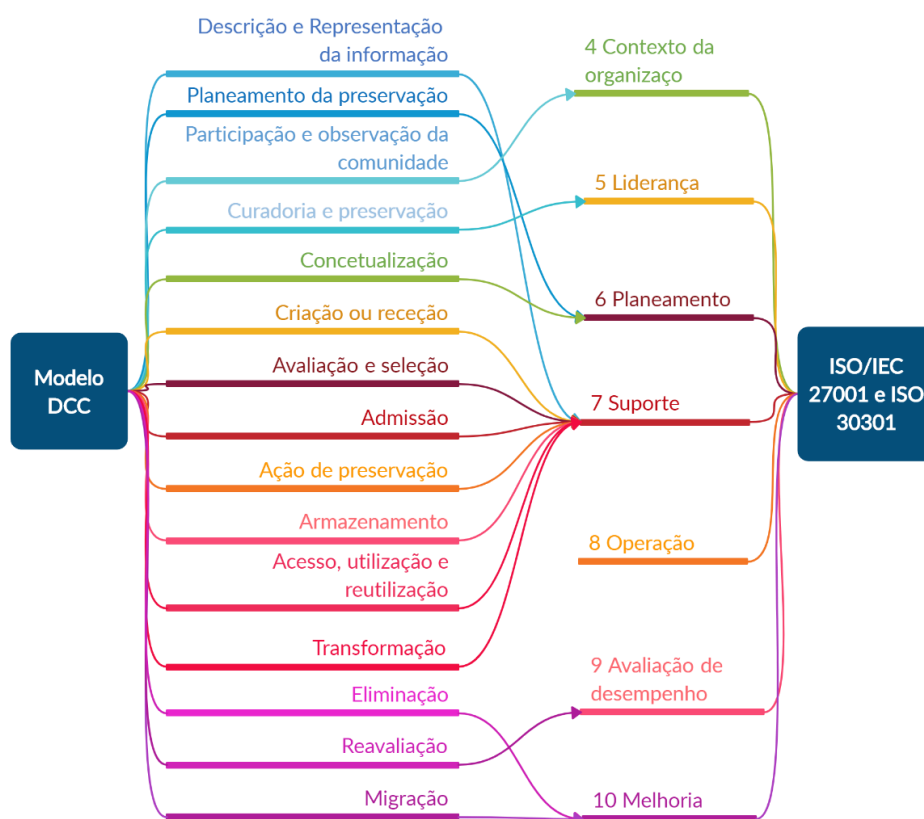 Descrição e Representação
da informação
Planeamento da preservação
Participação e observação da
comunidade
Curadoria e preservação
Concetualização
Criação ou receção
Avaliação e seleção
Admissão
Ação de preservação
Armazenamento
Acesso, utilização e
reutilização
Transformação
Eliminação
Reavaliação
Migração
Modelo
DCC
4 Contexto da
organizaço
5 Liderança
6 Planeamento
7 Suporte
8 Operação
9 Avaliação de
desempenho
10 Melhoria
ISO/IEC
27001 e ISO
30301